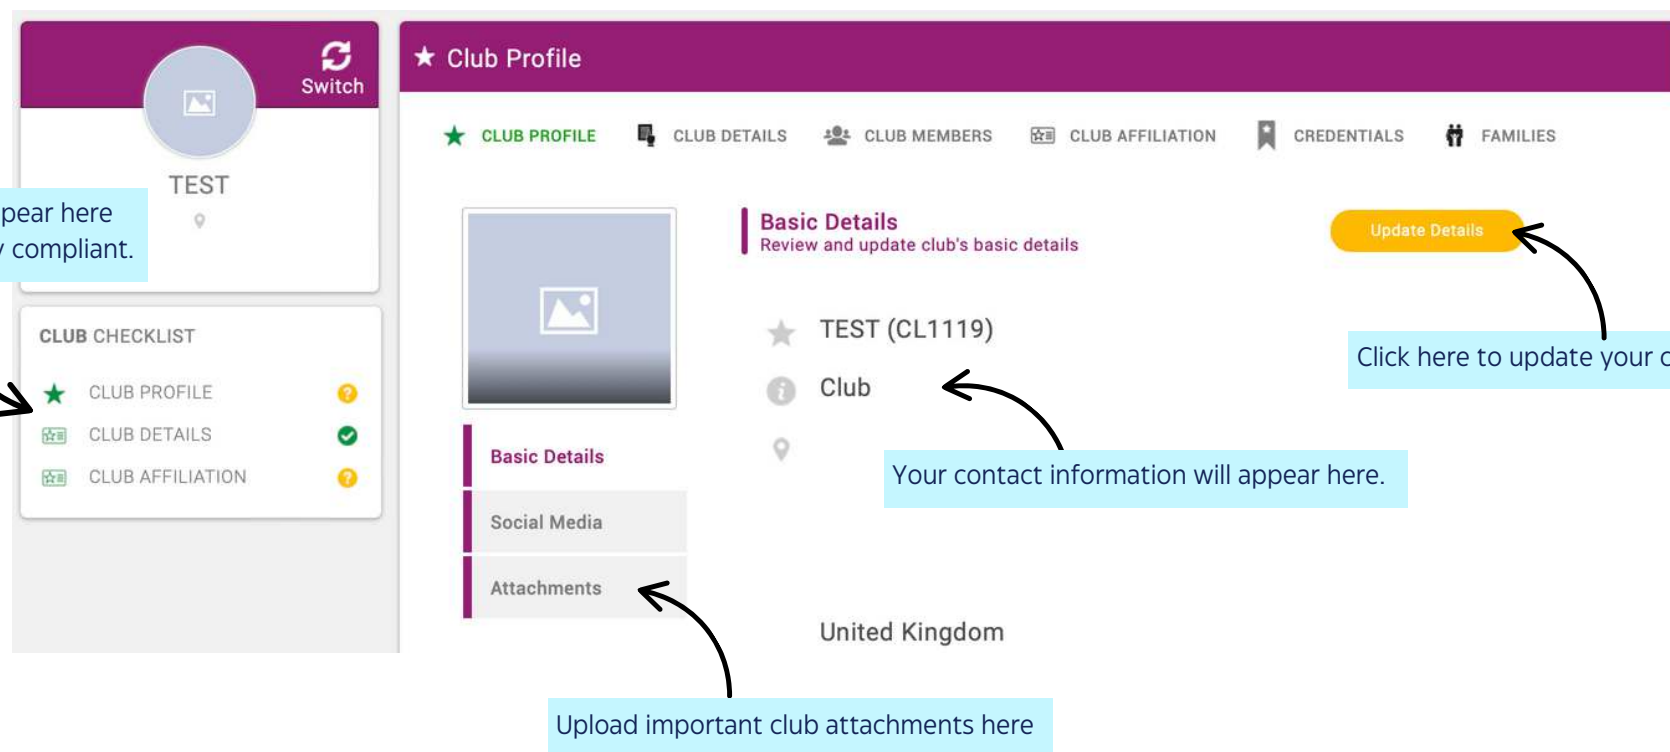 Switch
TEST
pear here
compliant.
CLUB CHECKLIST
CLUB PROFILE
CLUB DETAILS
CLUB AFFILIATION
Club Profile
CLUB PROFILE
CLUB DETAILS
CLUB MEMBERS
CLUB AFFILIATION
CREDENTIALS
FAMILIES
Basic Details
Review and update club's basic details
Update Details
TEST (CL1119)
Club
Click here to update your
Your contact information will appear here.
Basic Details
Social Media
Attachments
United Kingdom
Upload important club attachments here